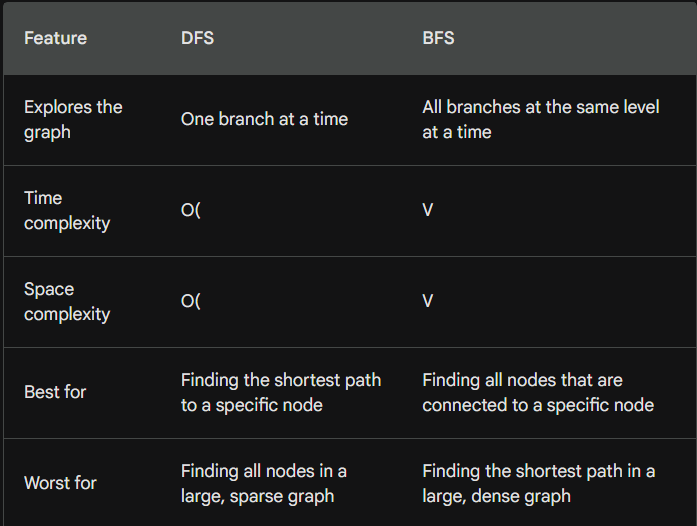 Feature DFS BFS
Explores the
graph
One branch at a time
All branches at the same level
at a time
Time
complexity
O(
V
Space
complexity
O(
V
Best for
Finding the shortest path
to a specific node
Finding all nodes that are
connected to a specific node
Worst for
Finding all nodes in a
large, sparse graph
Finding the shortest path in a
large, dense graph